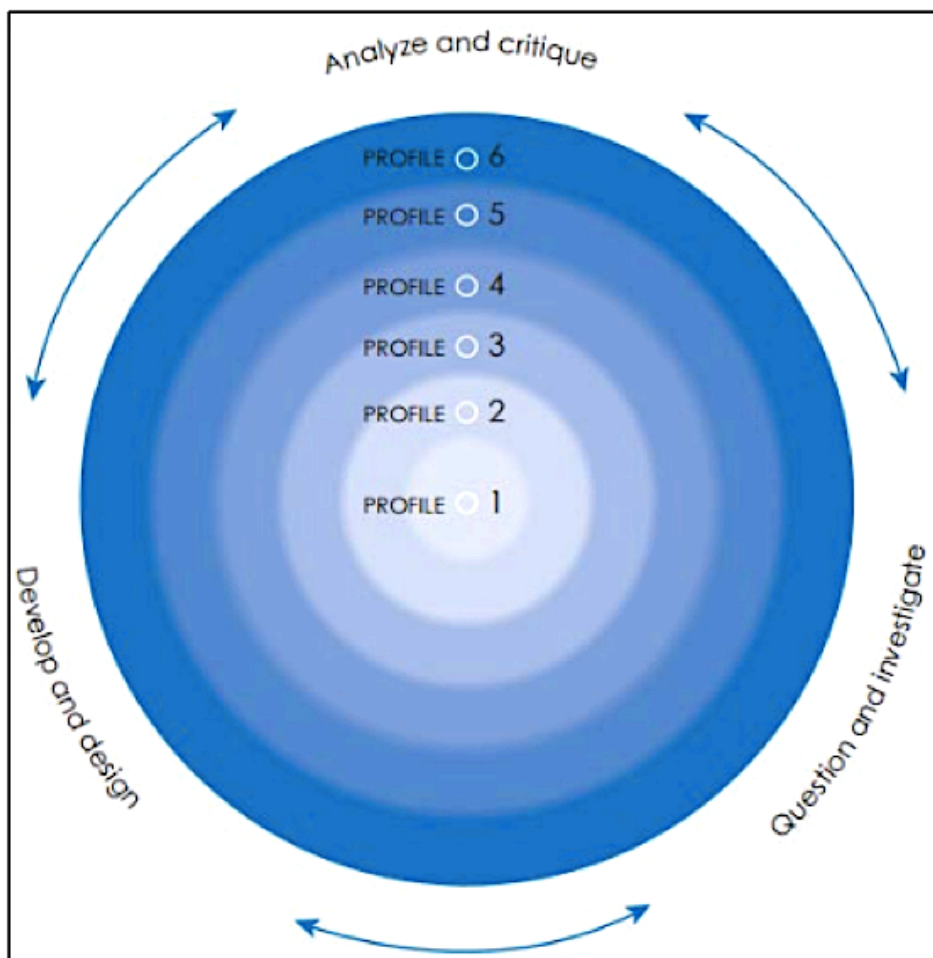 Analyze and critique
PROFILE 6
PROFILE 5
PROFILE 4
PROFILE 3
PROFILE 2
PROFILE 1
Develop and design
Question and investigate